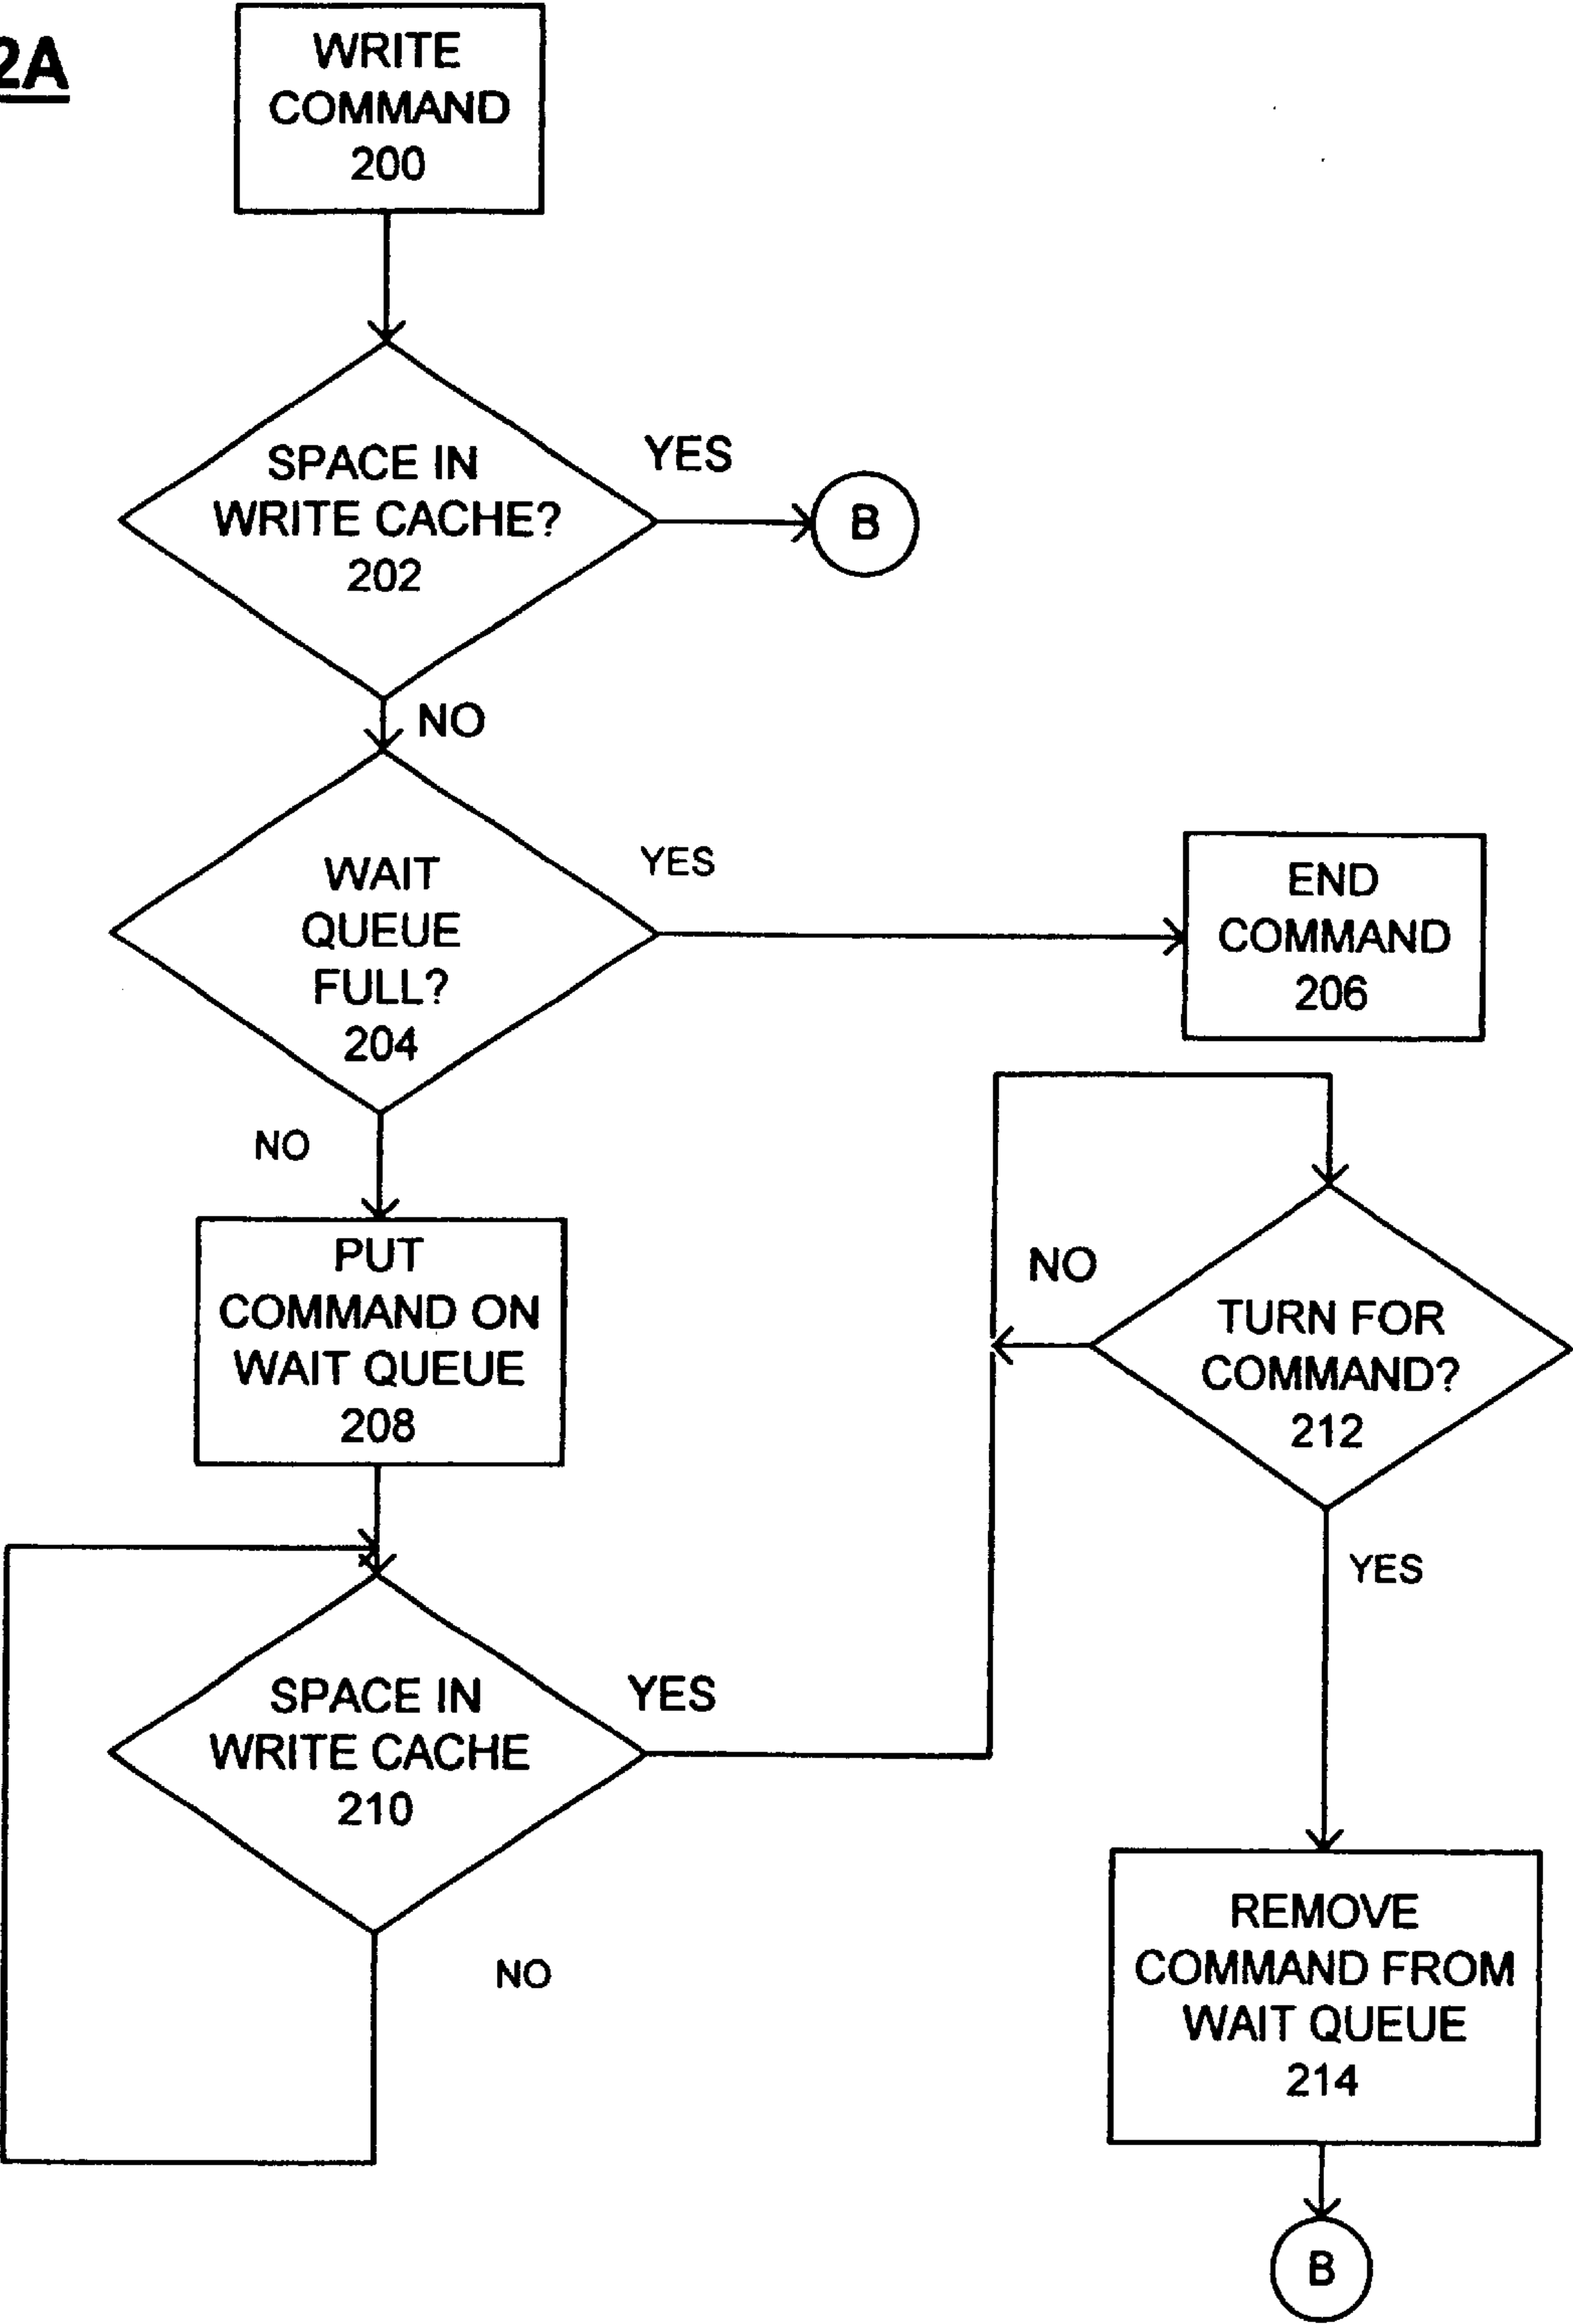 2A
WRITE
COMMAND
200
SPACE IN
WRITE CACHE?
202
YES
B
NO
WAIT
QUEUE
FULL?
204
YES
END
COMMAND
206
NO
PUT
COMMAND ON
WAIT QUEUE
208
NO
TURN FOR
COMMAND?
212
YES
SPACE IN
WRITE CACHE
210
YES
NO
REMOVE
COMMAND FROM
WAIT QUEUE
214
B